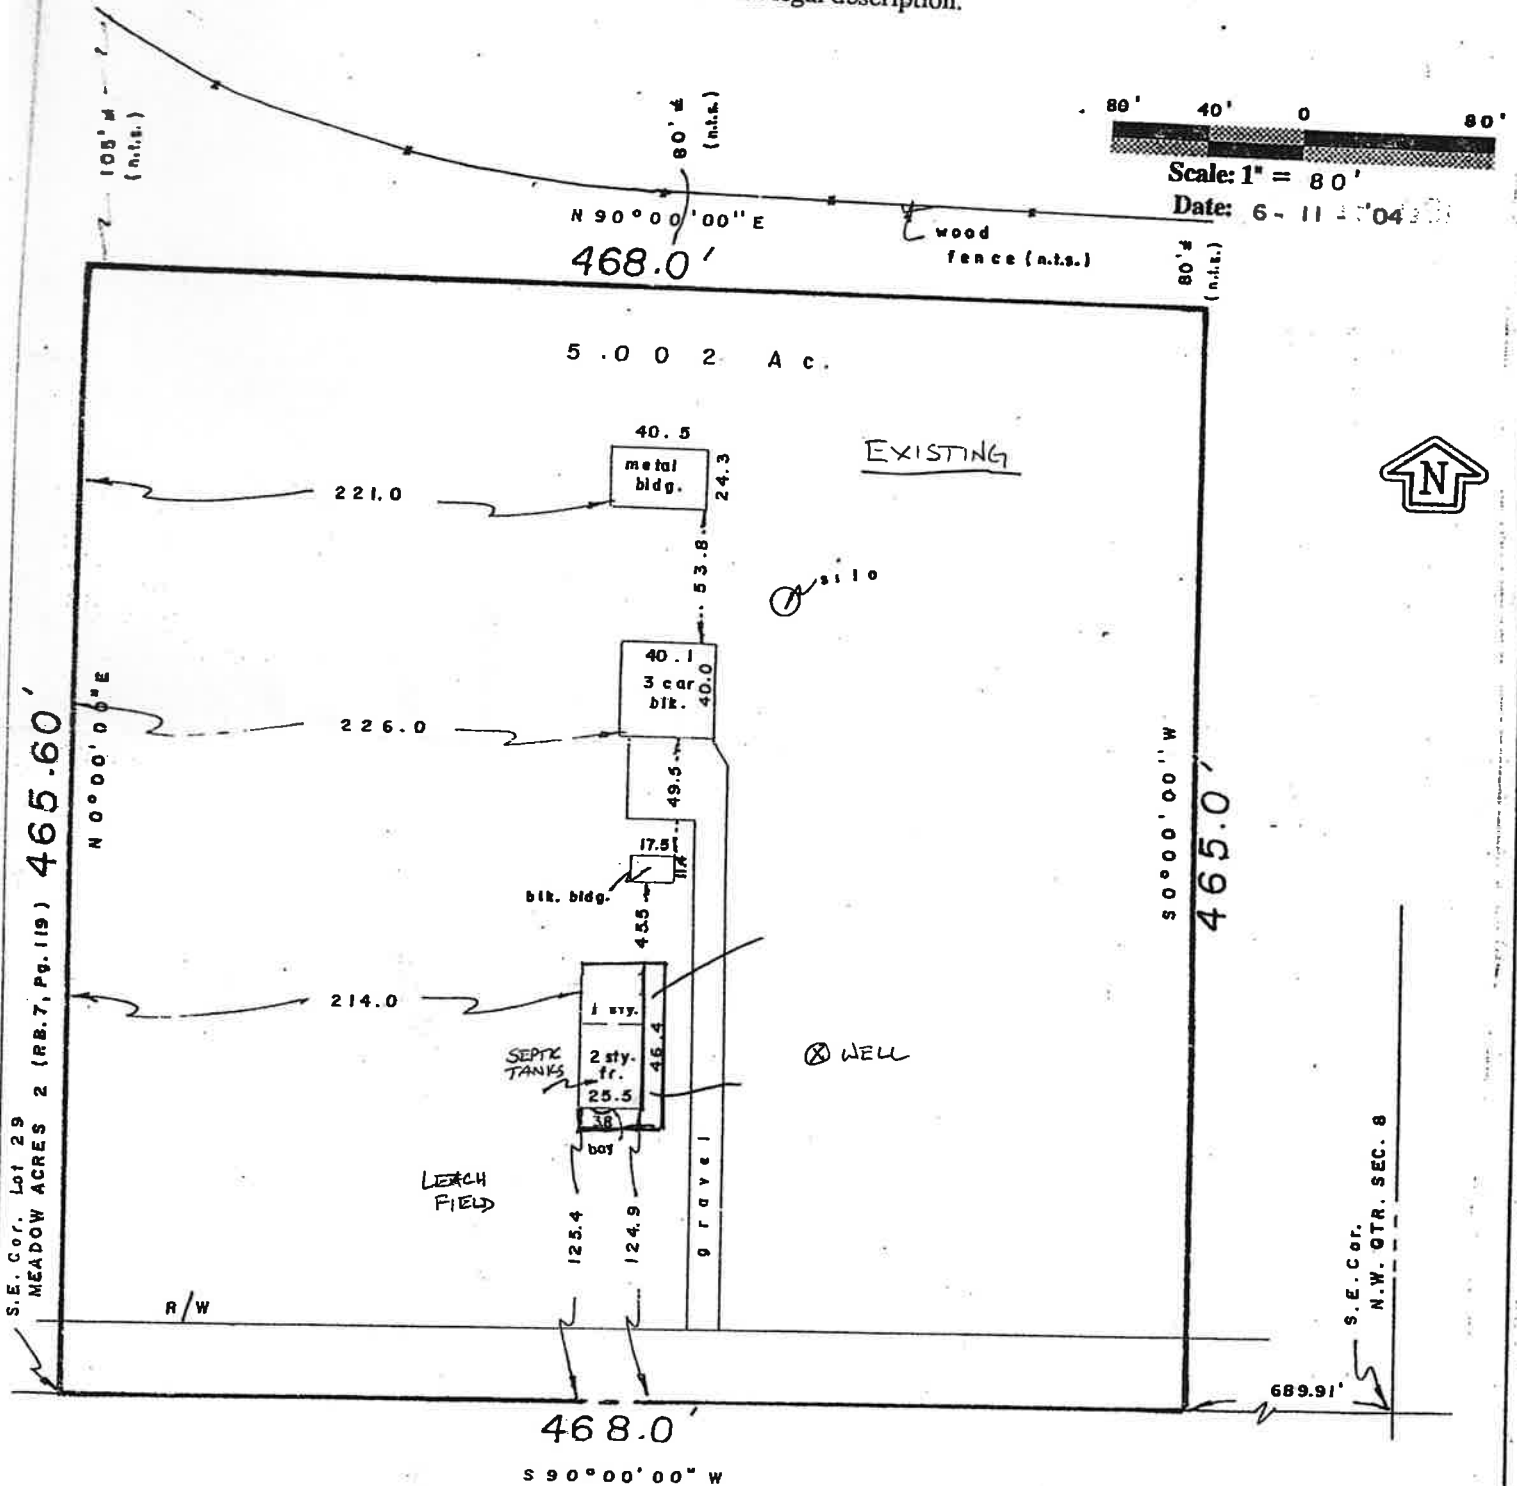 legal description.
105' ±
(n.t.s.)
80' ±
(n.t.s.)
80' 40' 0 80'
Scale: 1" = 80'
Date: 6-11-'04
N 90°00'00" E
468.0'
wood
fence (n.t.s.)
80' ±
(n.t.s.)
5.002 Ac.
EXISTING
N
40.5
metal
bldg.
24.3
221.0
53.8
silo
40.1
3 car
blk.
40.0
226.0
N 0°00'00" E
465.60'
49.5
17.5
blk. bldg.
45.5
S 0°00'00" W
465.0'
214.0
1 sty.
2 sty.
fr.
25.5
46.4
SEPTIC
TANKS
WELL
38
bay
LEACH
FIELD
125.4
124.9
gravel
R/W
S.E. Cor. Lot 29
MEADOW ACRES 2 (RB.7, Pg. 119)
S.E. Cor.
N.W. QTR. SEC. 8
689.91'
468.0'
S 90°00'00" W